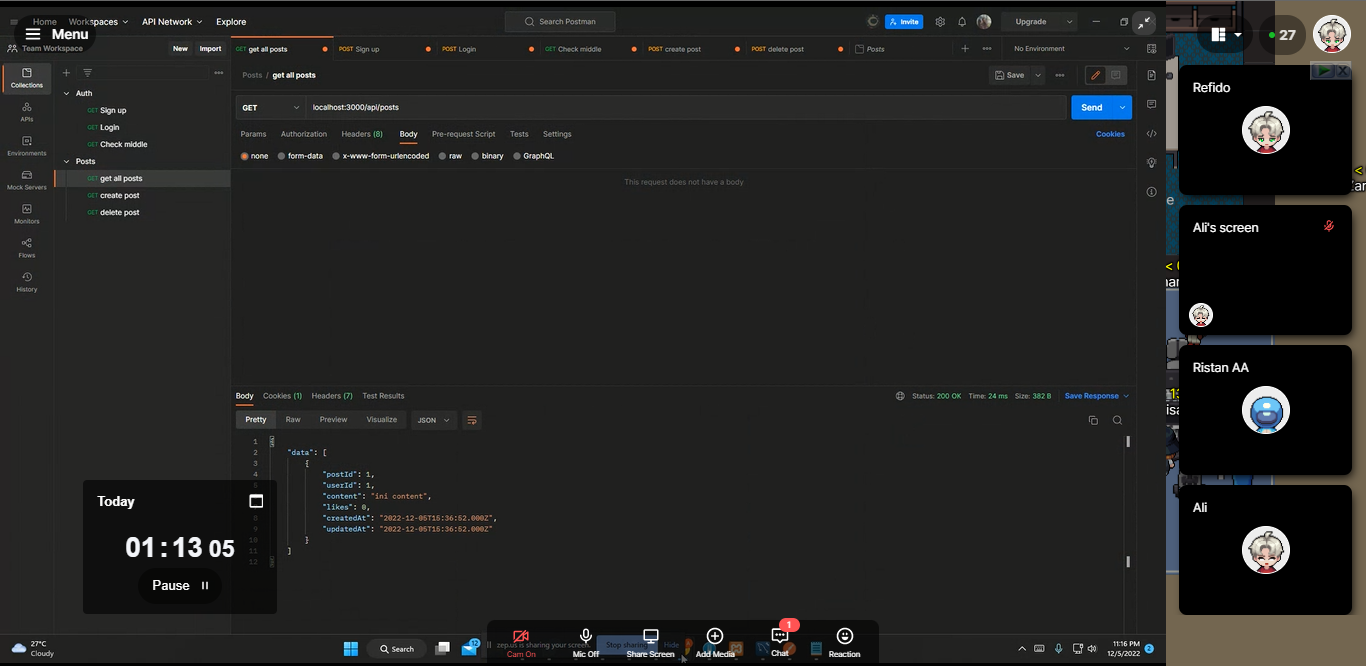 Home Workspaces API Network Explore
Search Postman
Invite
Upgrade
Menu
Team Workspace
New Import
GET get all posts
POST Sign up
POST Login
GET Check middle
POST create post
POST delete post
Posts
No Environment
27
Collections
APIs
Environments
Mock Servers
Monitors
Flows
History
Auth
GET Sign up
GET Login
GET Check middle
Posts
GET get all posts
GET create post
GET delete post
Posts / get all posts
Save
GET
localhost:3000/api/posts
Send
Params Authorization Headers (8) Body Pre-request Script Tests Settings
Cookies
none form-data x-www-form-urlencoded raw binary GraphQL
This request does not have a body
Body Cookies (1) Headers (7) Test Results
Status: 200 OK Time: 24 ms Size: 382 B Save Response
Pretty Raw Preview Visualize JSON
1
2 "data": [
3 {
4 "postId": 1,
5 "userId": 1,
"content": "ini content",
"likes": 0,
8 "createdAt": "2022-12-05T15:36:52.000Z",
9 "updatedAt": "2022-12-05T15:36:52.000Z"
10 }
11 ]
12
Today
01:13 05
Pause
Refido
Ali's screen
Ristan AA
Ali
27°C
Cloudy
Search
12
zep.us is sharing your screen.
Stop sharing
Hide
Cam On
Mic Off
Share Screen
Add Media
1
Chat
Reaction
11:16 PM
12/5/2022
2